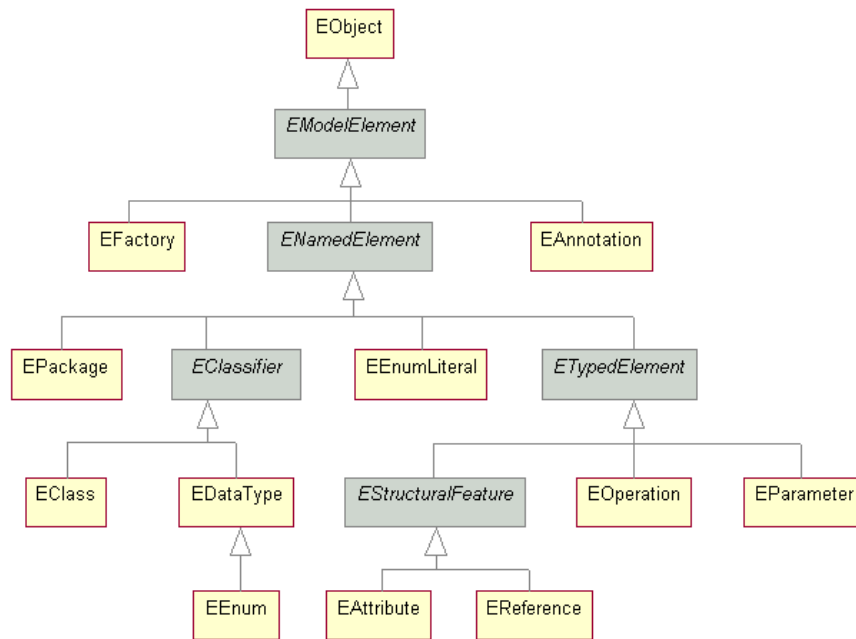 EObject
EModelElement
EFactory
ENamedElement
EAnnotation
EPackage
EClassifier
EEnumLiteral
ETypedElement
EClass
EDataType
EStructuralFeature
EOperation
EParameter
EEnum
EAttribute
EReference